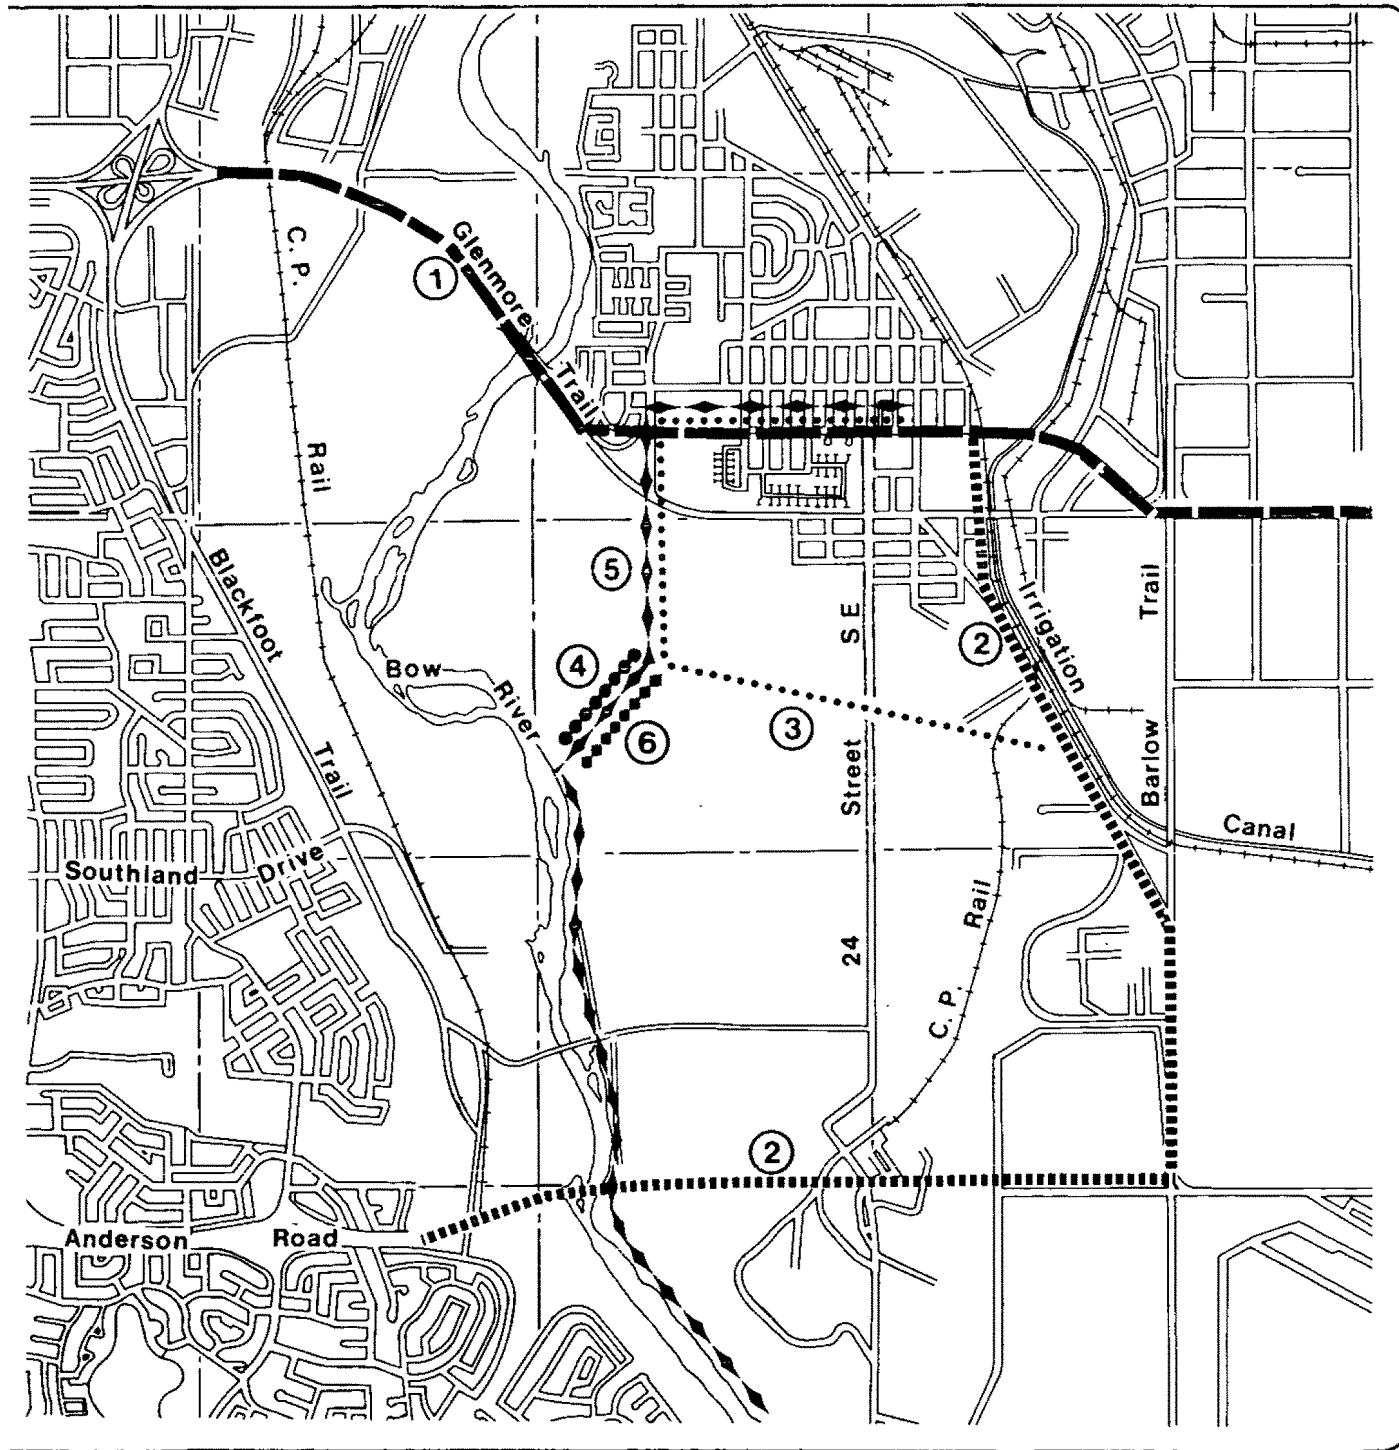 C. P.
Rail
Glenmore
Trail
1
5
4
6
3
2
2
Blackfoot
Trail
Bow
River
Irrigation
Canal
Barlow
Trail
24
Street
S E
C. P.
Rail
Southland
Drive
Anderson
Road